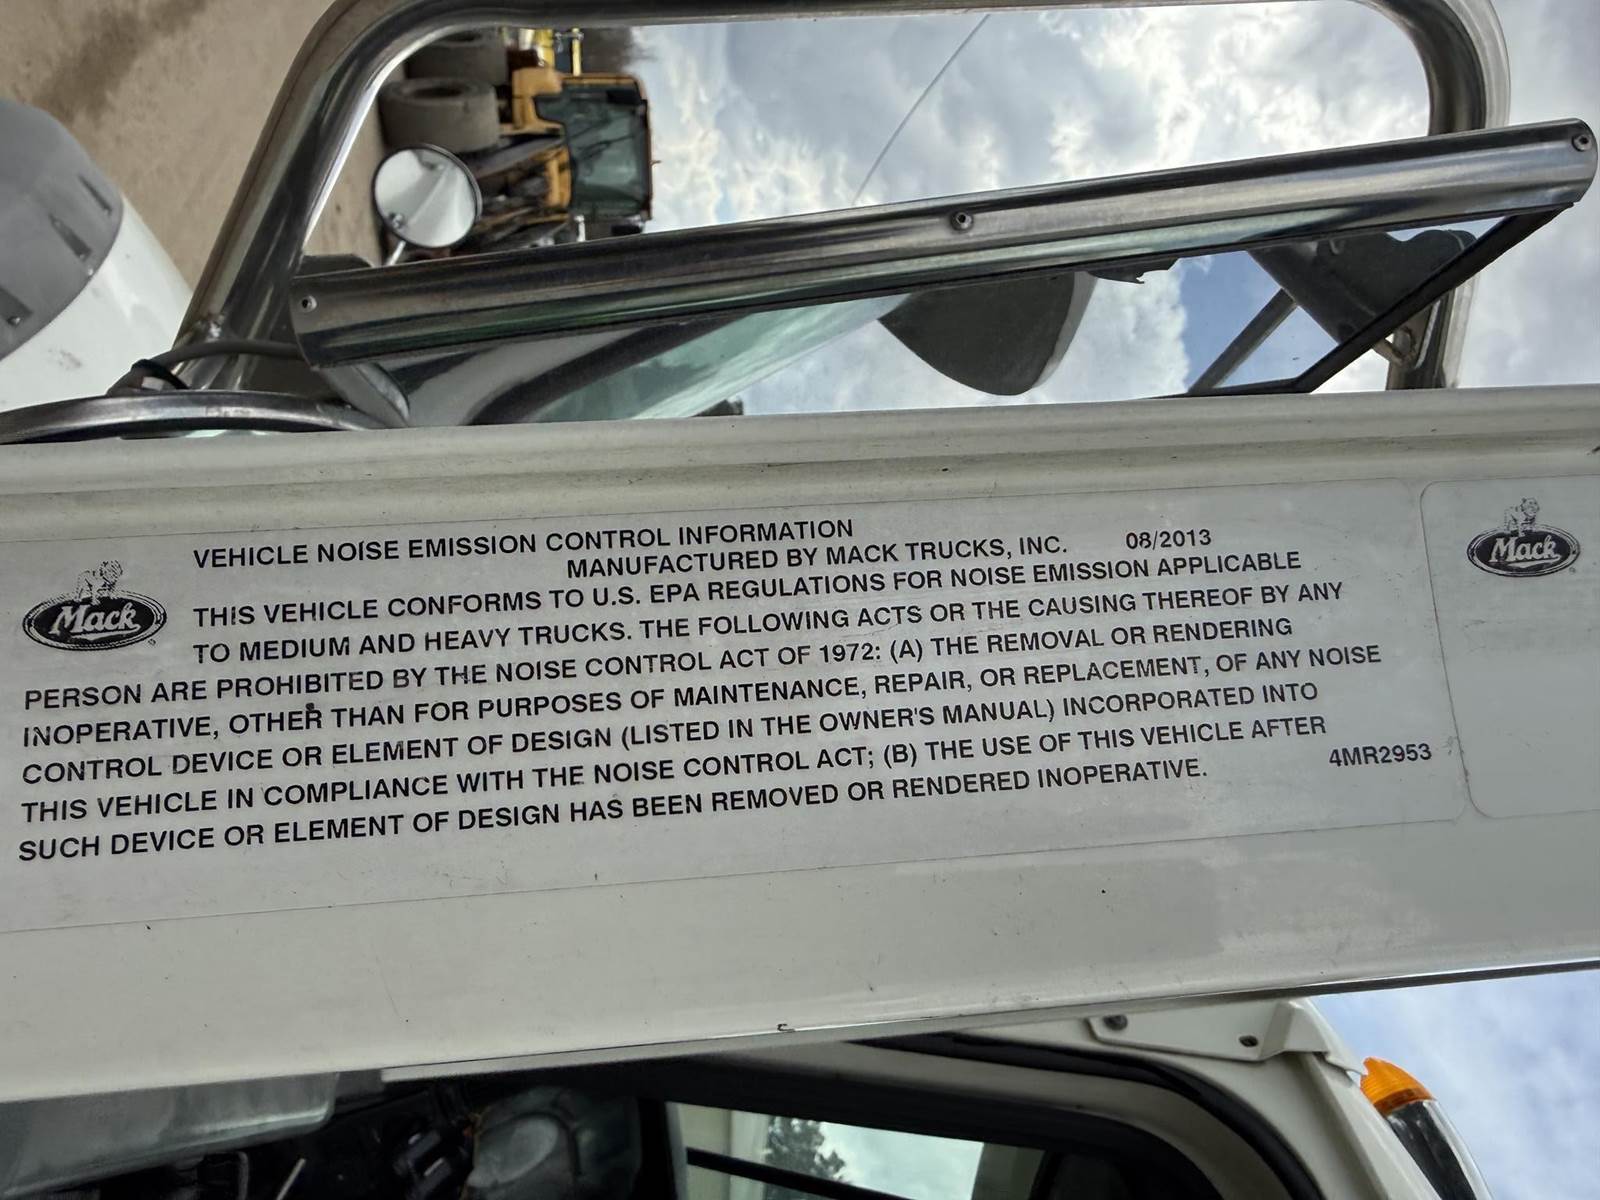 Mack
VEHICLE NOISE EMISSION CONTROL INFORMATION
MANUFACTURED BY MACK TRUCKS, INC. 08/2013
THIS VEHICLE CONFORMS TO U.S. EPA REGULATIONS FOR NOISE EMISSION APPLICABLE
TO MEDIUM AND HEAVY TRUCKS. THE FOLLOWING ACTS OR THE CAUSING THEREOF BY ANY
PERSON ARE PROHIBITED BY THE NOISE CONTROL ACT OF 1972: (A) THE REMOVAL OR RENDERING
INOPERATIVE, OTHER THAN FOR PURPOSES OF MAINTENANCE, REPAIR, OR REPLACEMENT, OF ANY NOISE
CONTROL DEVICE OR ELEMENT OF DESIGN (LISTED IN THE OWNER'S MANUAL) INCORPORATED INTO
THIS VEHICLE IN COMPLIANCE WITH THE NOISE CONTROL ACT; (B) THE USE OF THIS VEHICLE AFTER
SUCH DEVICE OR ELEMENT OF DESIGN HAS BEEN REMOVED OR RENDERED INOPERATIVE. 4MR2953
Mack